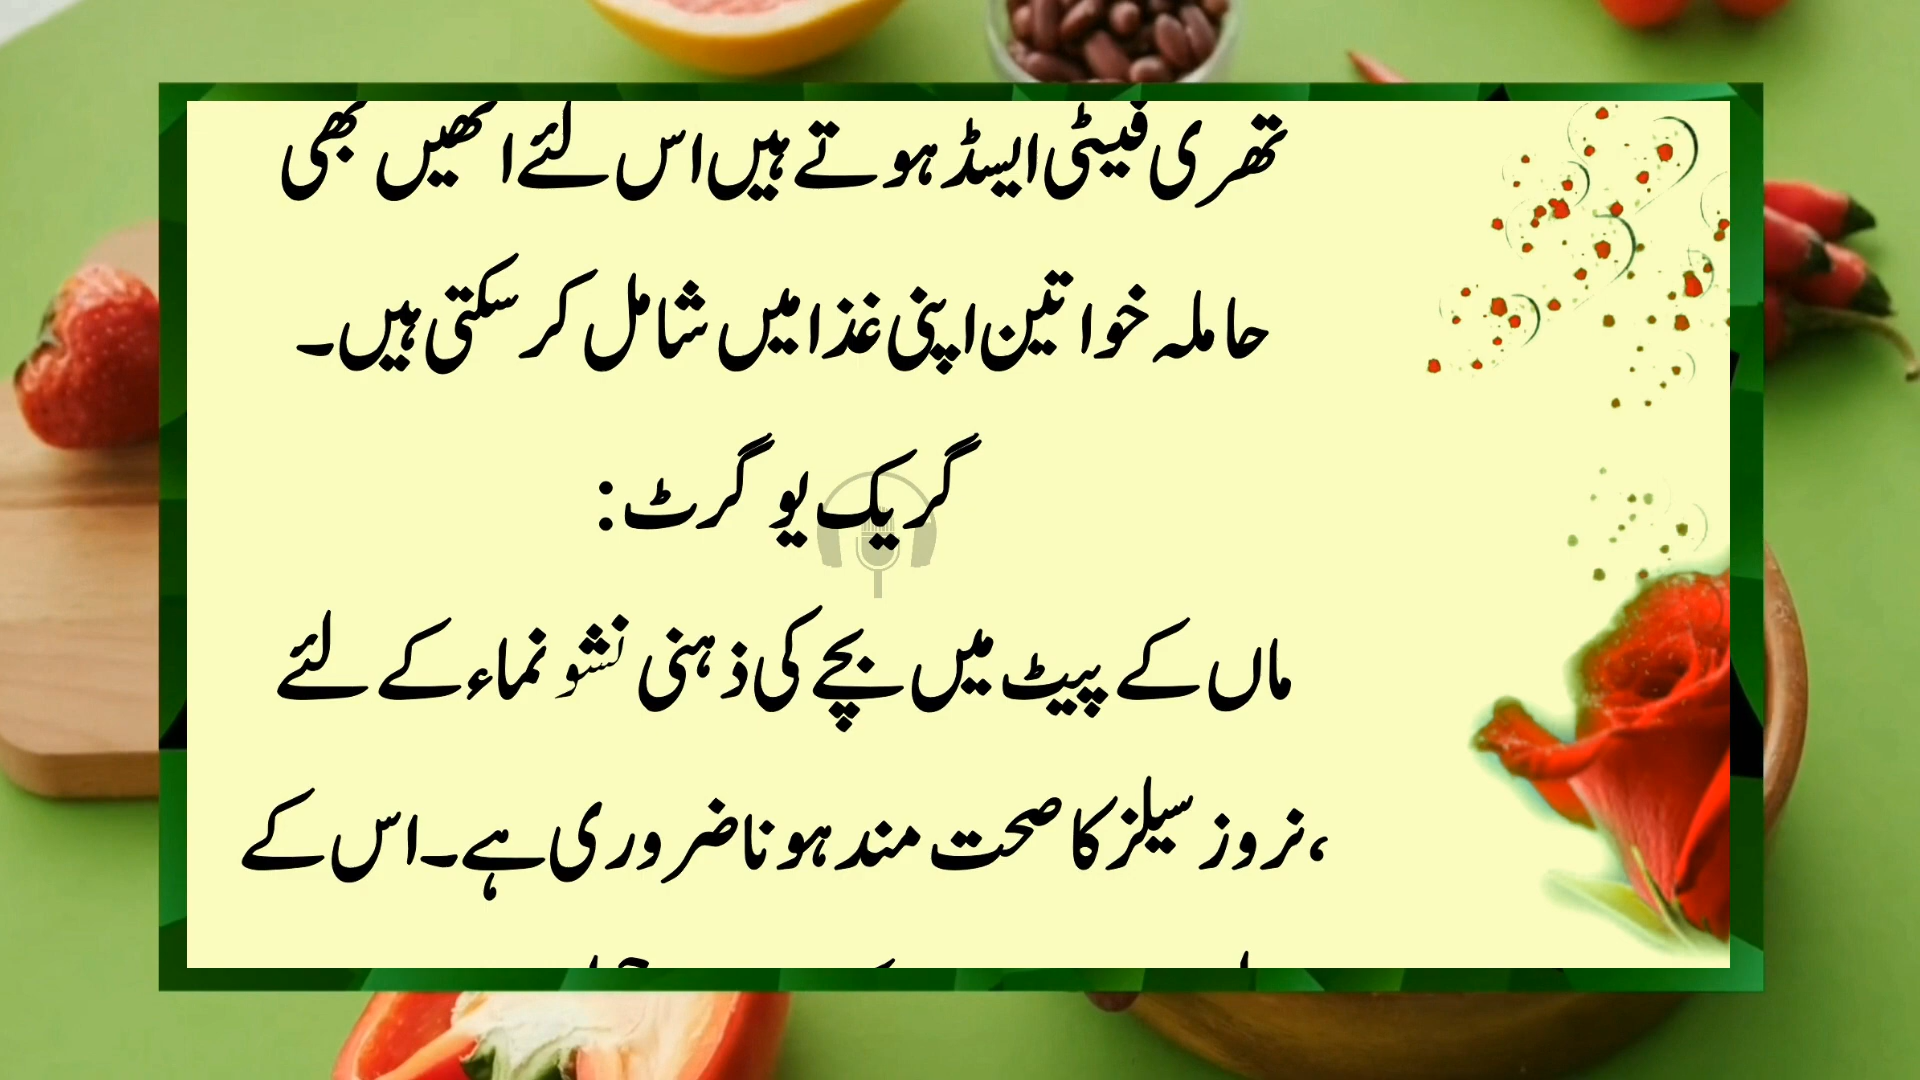 تھری فیٹی ایسڈ ہوتے ہیں اس لئے انھیں بھی
حاملہ خواتین اپنی غذا میں شامل کر سکتی ہیں۔
گریک یوگرٹ:
ماں کے پیٹ میں بچے کی ذہنی نشوونماء کے لئے
،نروز سیلز کا صحت مند ہونا ضروری ہے۔ اس کے